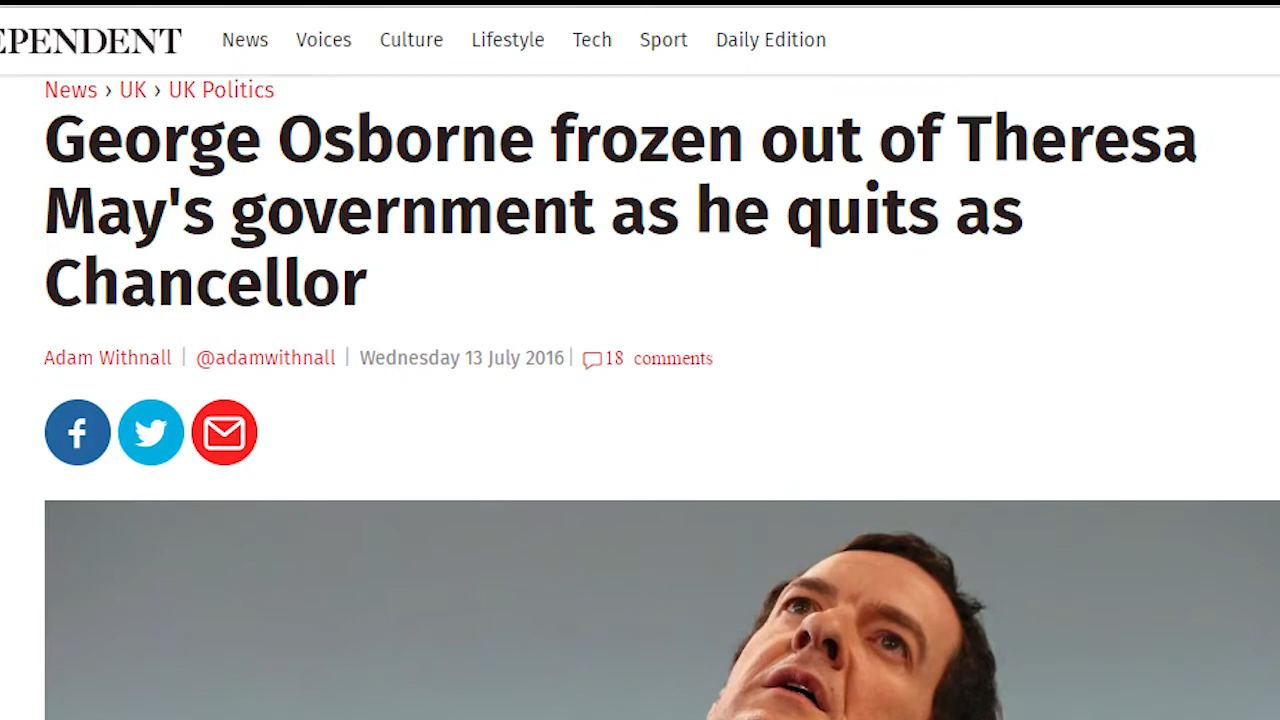 EPENDENT News Voices Culture Lifestyle Tech Sport Daily Edition
News › UK › UK Politics
George Osborne frozen out of Theresa
May's government as he quits as
Chancellor
Adam Withnall | @adamwithnall | Wednesday 13 July 2016 | 18 comments
f